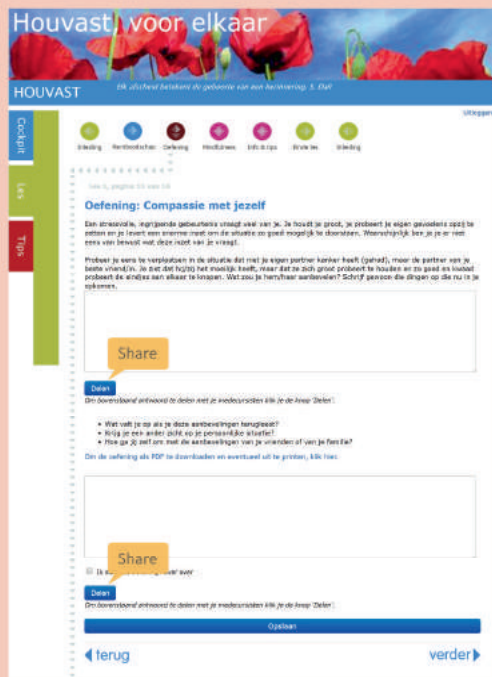 Houvast, voor elkaar
HOUVAST
Elk afscheid betekent de geboorte van een herinnering. S. Dalí
Uitloggen
Cockpit
Les
Tips
Inleiding
Oefening
Mindfulness
Info & tips
Einde les
Inleiding
Oefening: Compassie met jezelf
Een stressvolle, ingrijpende gebeurtenis vraagt veel van je. Je houdt je groot, je probeert je eigen gevoelens opzij te
zetten en je levert een enorme inzet om de situatie zo goed mogelijk te doorstaan. Waarschijnlijk ben je je er niet
eens van bewust wat deze inzet van je vraagt.
Probeer je eens te verplaatsen in de situatie dat niet je eigen partner kanker heeft (gehad), maar de partner van je
beste vriend/in. Je ziet dat hij/zij het moeilijk heeft, maar dat ze zich groot probeert te houden en zo goed en kwaad
probeert de eindjes aan elkaar te knopen. Wat zou je hem/haar aanbevelen? Schrijf gewoon die dingen op die nu in je
opkomen.
Share
Delen
Om bovenstaand antwoord te delen met je medecursisten klik je de knop 'Delen'.
Wat valt je op als je deze aanbevelingen terugleest?
Krijg je een ander zicht op je persoonlijke situatie?
Hoe ga jij zelf om met de aanbevelingen van je vrienden of van je familie?
Om de oefening als PDF te downloaden en eventueel uit te printen, klik hier.
Share
Ik
over
Delen
Om bovenstaand antwoord te delen met je medecursisten klik je de knop 'Delen'.
Opslaan
terug
verder